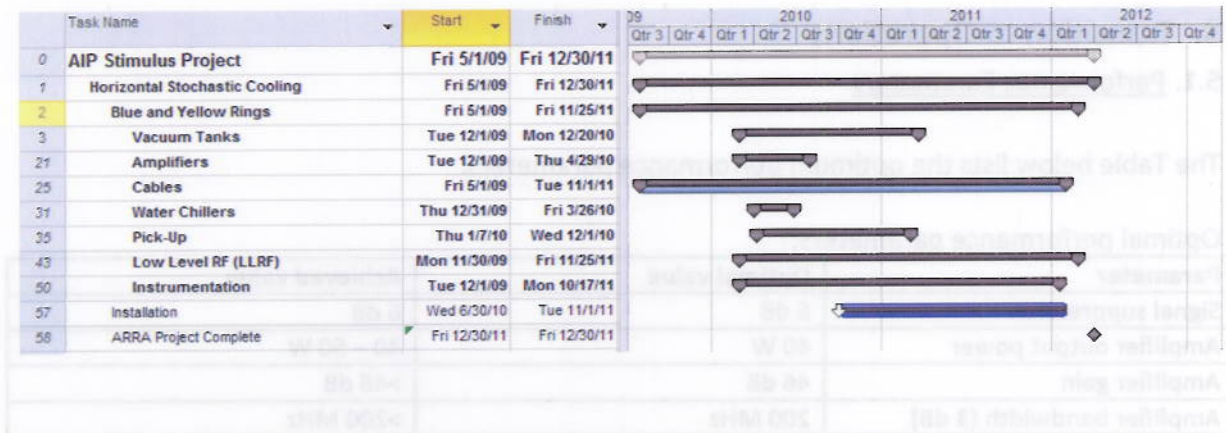 Task Name Start Finish 09 2010 2011 2012
Qtr 3 Qtr 4 Qtr 1 Qtr 2 Qtr 3 Qtr 4 Qtr 1 Qtr 2 Qtr 3 Qtr 4 Qtr 1 Qtr 2 Qtr 3 Qtr 4
0 AIP Stimulus Project Fri 5/1/09 Fri 12/30/11
1 Horizontal Stochastic Cooling Fri 5/1/09 Fri 12/30/11
2 Blue and Yellow Rings Fri 5/1/09 Fri 11/25/11
3 Vacuum Tanks Tue 12/1/09 Mon 12/20/10
21 Amplifiers Tue 12/1/09 Thu 4/29/10
25 Cables Fri 5/1/09 Tue 11/1/11
31 Water Chillers Thu 12/31/09 Fri 3/26/10
35 Pick-Up Thu 1/7/10 Wed 12/1/10
43 Low Level RF (LLRF) Mon 11/30/09 Fri 11/25/11
50 Instrumentation Tue 12/1/09 Mon 10/17/11
57 Installation Wed 6/30/10 Tue 11/1/11
58 ARRA Project Complete Fri 12/30/11 Fri 12/30/11